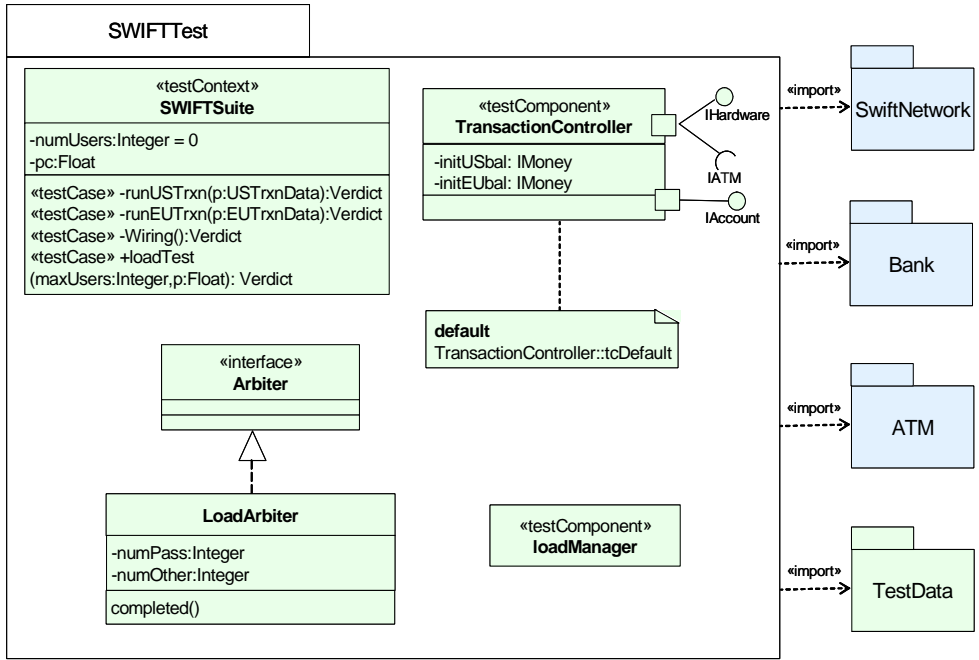 SWIFTTest
«testContext»
SWIFTSuite
-numUsers:Integer = 0
-pc:Float
«testCase» -runUSTrxn(p:USTrxnData):Verdict
«testCase» -runEUTrxn(p:EUTrxnData):Verdict
«testCase» -Wiring():Verdict
«testCase» +loadTest
(maxUsers:Integer,p:Float): Verdict
«testComponent»
TransactionController
-initUSbal: IMoney
-initEUbal: IMoney
IHardware
IATM
IAccount
default
TransactionController::tcDefault
«interface»
Arbiter
LoadArbiter
-numPass:Integer
-numOther:Integer
completed()
«testComponent»
loadManager
«import»
SwiftNetwork
«import»
Bank
«import»
ATM
«import»
TestData